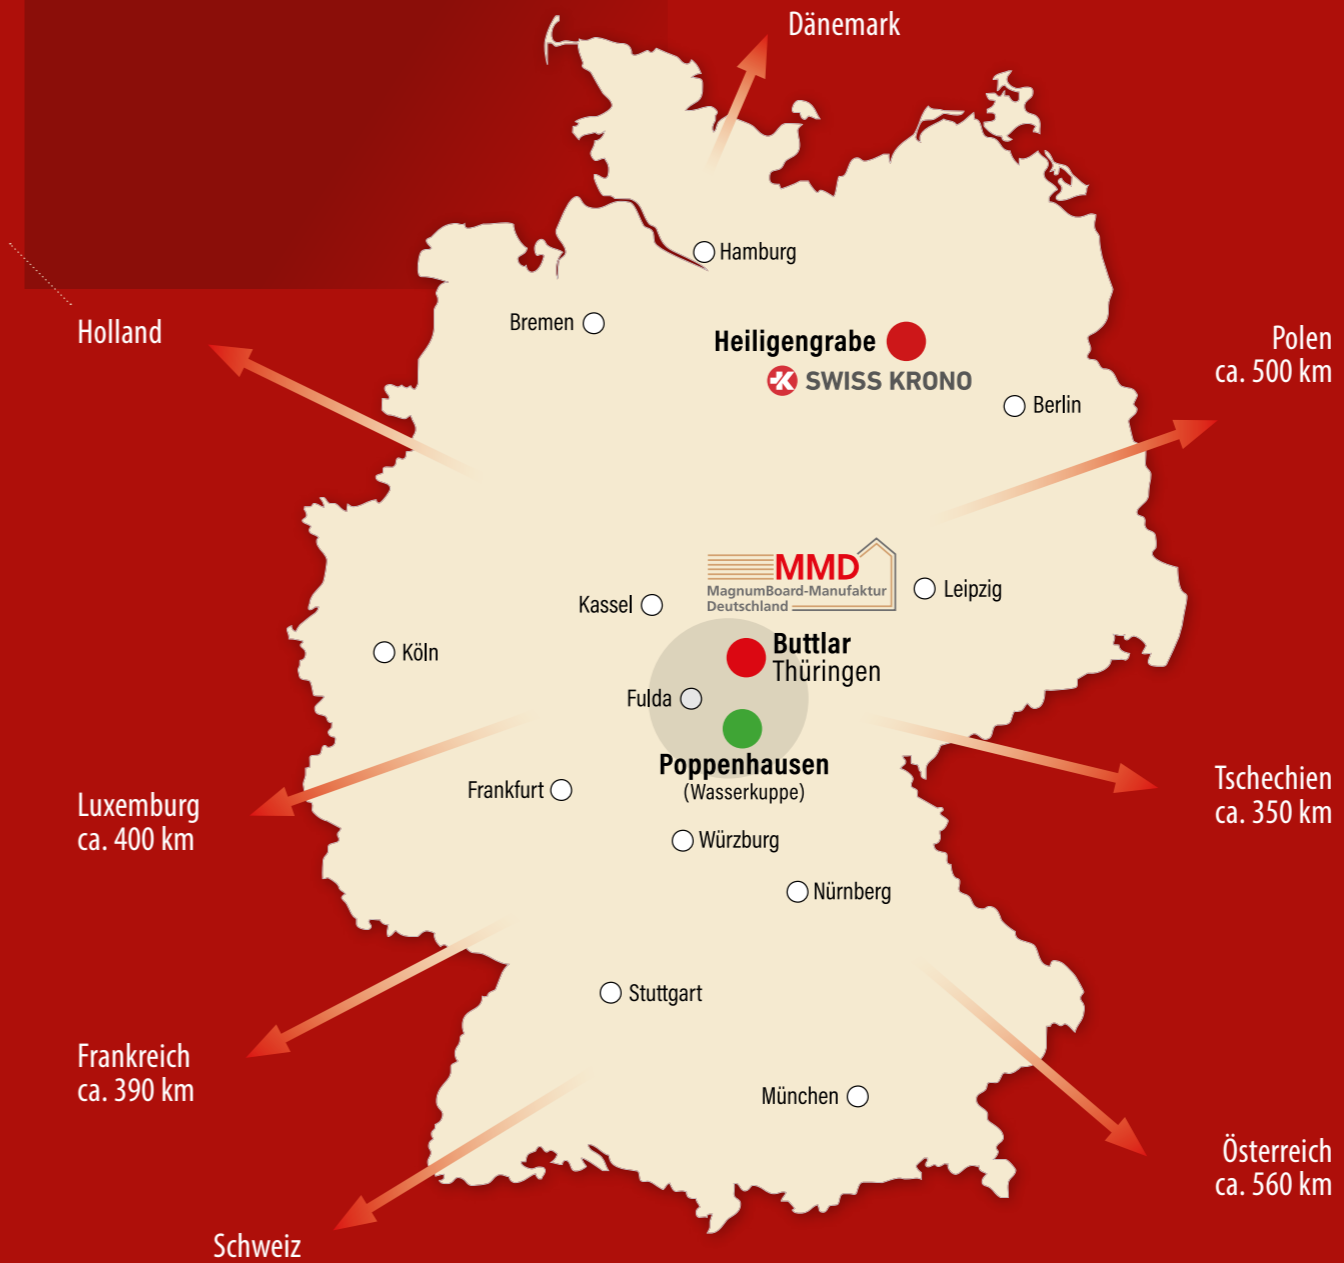 Dänemark
Hamburg
Bremen
Holland
Heiligengrabe
SWISS KRONO
Polen
ca. 500 km
Berlin
MMD
MagnumBoard-Manufaktur
Deutschland
Leipzig
Kassel
Köln
Buttlar
Thüringen
Fulda
Poppenhausen
(Wasserkuppe)
Frankfurt
Luxemburg
ca. 400 km
Tschechien
ca. 350 km
Würzburg
Nürnberg
Stuttgart
Frankreich
ca. 390 km
München
Österreich
ca. 560 km
Schweiz